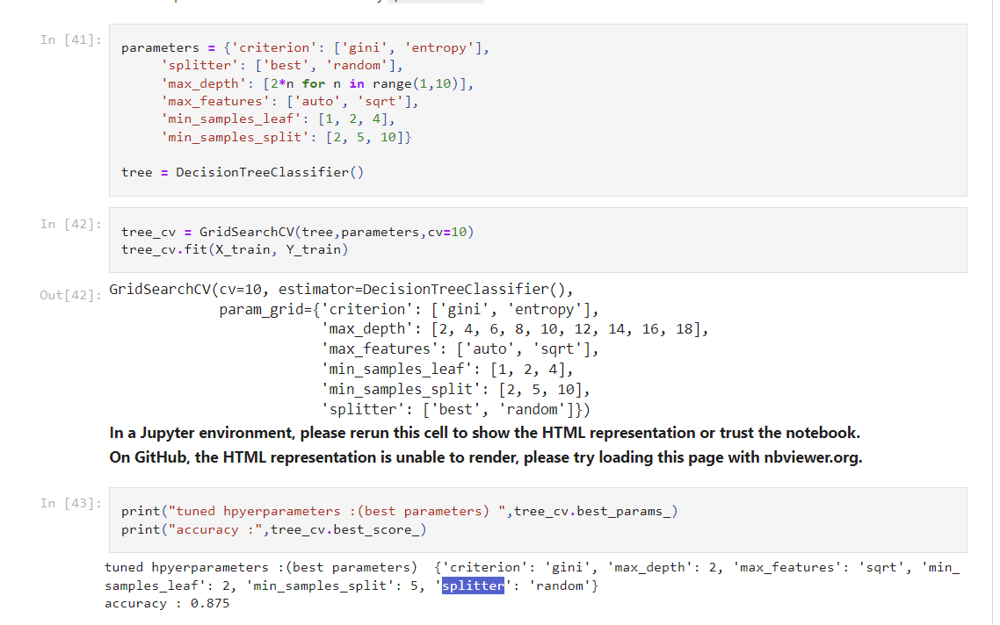 In [41]:
parameters = {'criterion': ['gini', 'entropy'],
'splitter': ['best', 'random'],
'max_depth': [2*n for n in range(1,10)],
'max_features': ['auto', 'sqrt'],
'min_samples_leaf': [1, 2, 4],
'min_samples_split': [2, 5, 10]}
tree = DecisionTreeClassifier()
In [42]:
tree_cv = GridSearchCV(tree,parameters,cv=10)
tree_cv.fit(X_train, Y_train)
Out[42]:
GridSearchCV(cv=10, estimator=DecisionTreeClassifier(),
param_grid={'criterion': ['gini', 'entropy'],
'max_depth': [2, 4, 6, 8, 10, 12, 14, 16, 18],
'max_features': ['auto', 'sqrt'],
'min_samples_leaf': [1, 2, 4],
'min_samples_split': [2, 5, 10],
'splitter': ['best', 'random']})
In a Jupyter environment, please rerun this cell to show the HTML representation or trust the notebook.
On GitHub, the HTML representation is unable to render, please try loading this page with nbviewer.org.
In [43]:
print("tuned hpyerparameters :(best parameters) ",tree_cv.best_params_)
print("accuracy :",tree_cv.best_score_)
tuned hpyerparameters :(best parameters)  {'criterion': 'gini', 'max_depth': 2, 'max_features': 'sqrt', 'min_
samples_leaf': 2, 'min_samples_split': 5, 'splitter': 'random'}
accuracy : 0.875